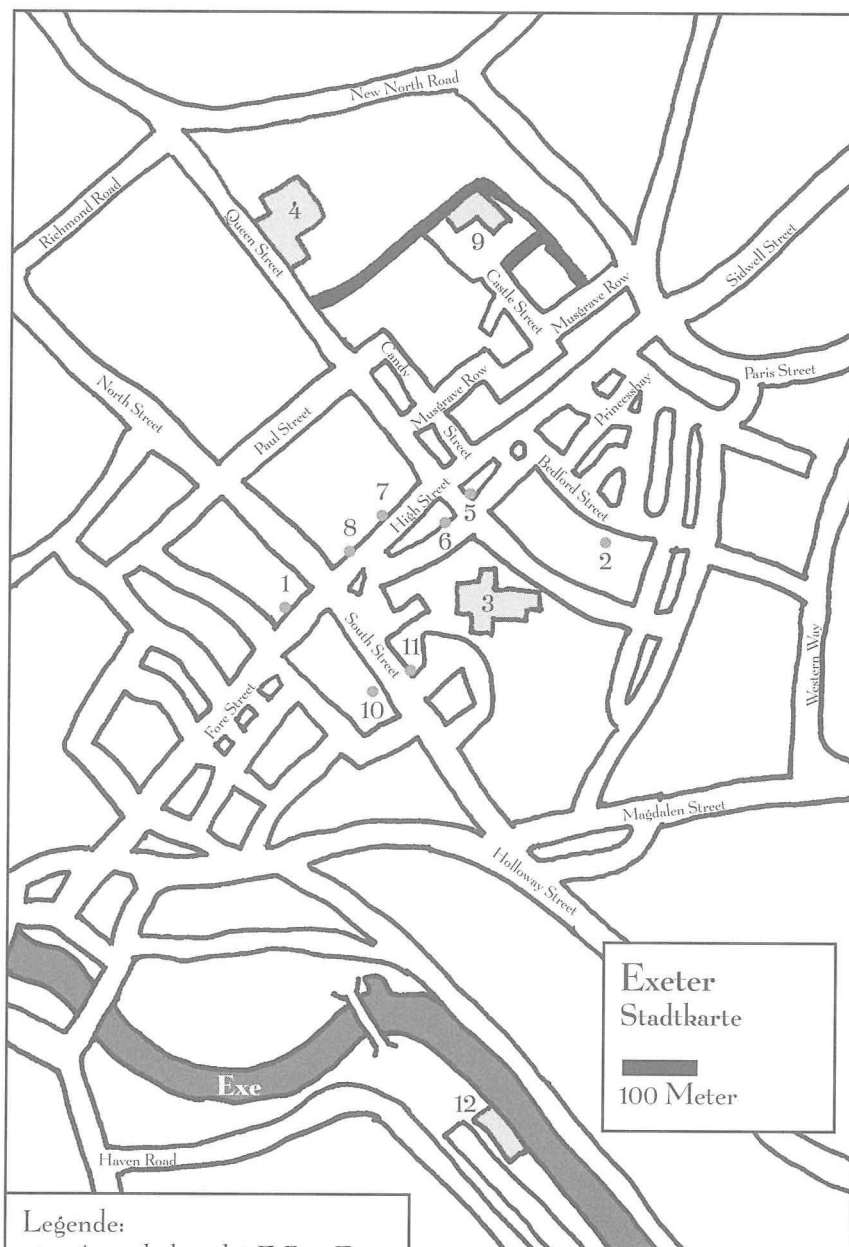 New North Road
Richmond Road
Queen Street
4
9
Castle Street
Musgrave Row
Sidwell Street
North Street
Paul Street
Candy
Street
Musgrave Row
Princesshay
Paris Street
High Street
Bedford Street
7
8
5
6
2
1
3
South Street
11
10
Fore Street
Western Way
Magdalen Street
Holloway Street
Exe
12
Haven Road
Exeter
Stadtkarte
100 Meter
Legende: